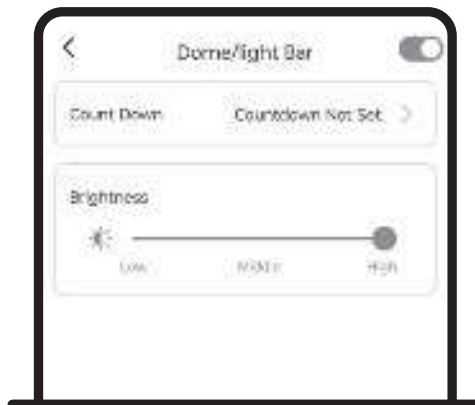 Dome/light Bar
Count Down Countdown Not Set
Brightness
Low Middle High